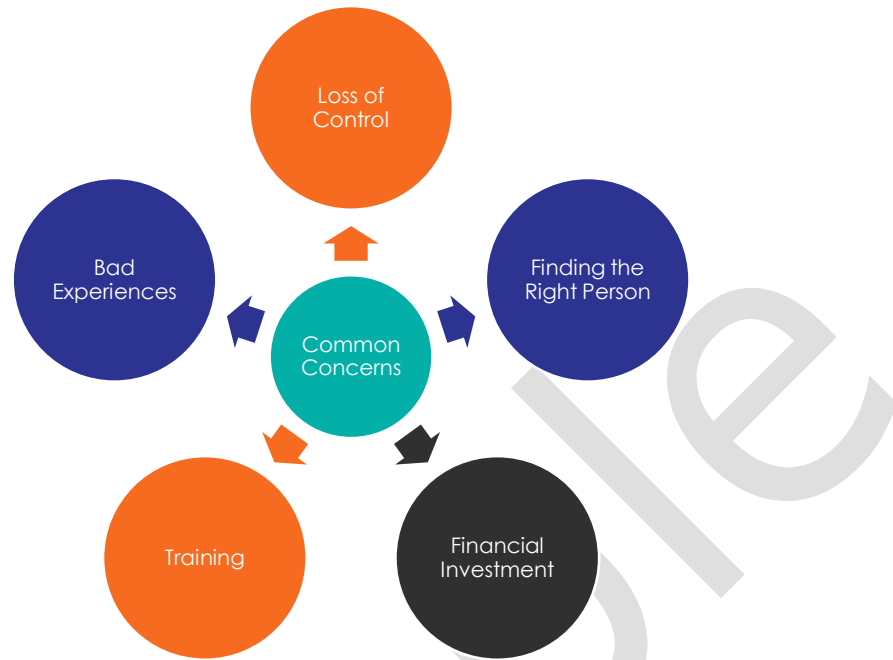 Loss of
Control
Bad
Experiences
Finding the
Right Person
Common
Concerns
Training
Financial
Investment